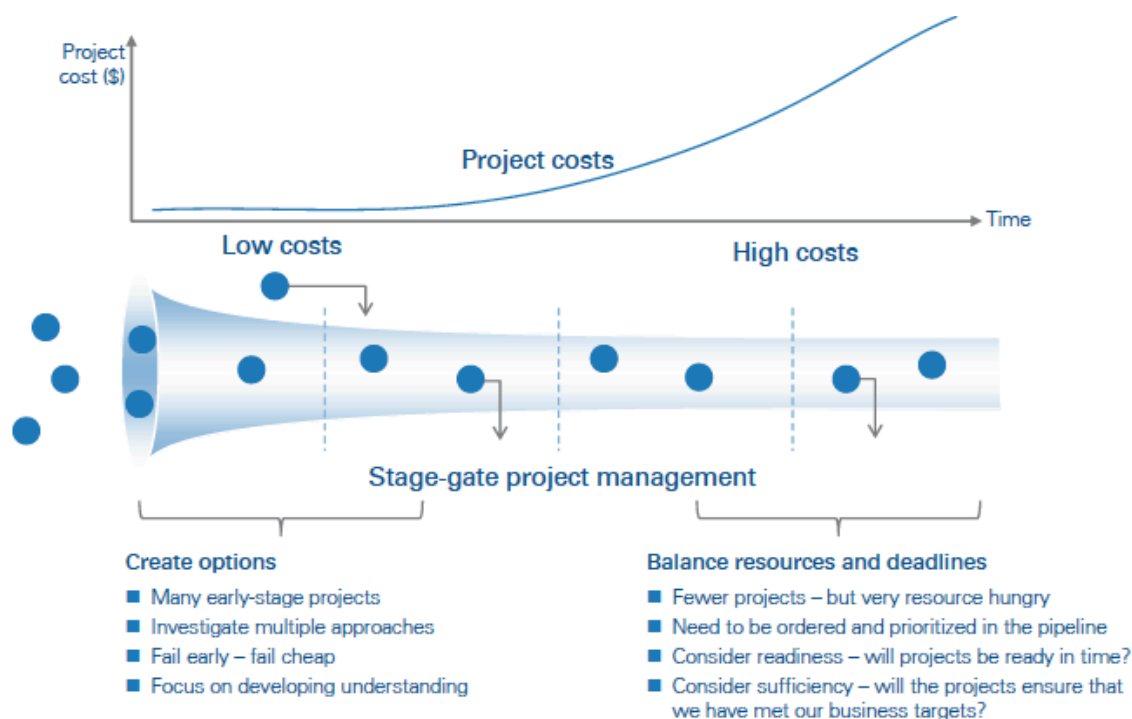 Project
cost ($)
Project costs
Time
Low costs
High costs
Stage-gate project management
Create options
Many early-stage projects
Investigate multiple approaches
Fail early – fail cheap
Focus on developing understanding
Balance resources and deadlines
Fewer projects – but very resource hungry
Need to be ordered and prioritized in the pipeline
Consider readiness – will projects be ready in time?
Consider sufficiency – will the projects ensure that
we have met our business targets?